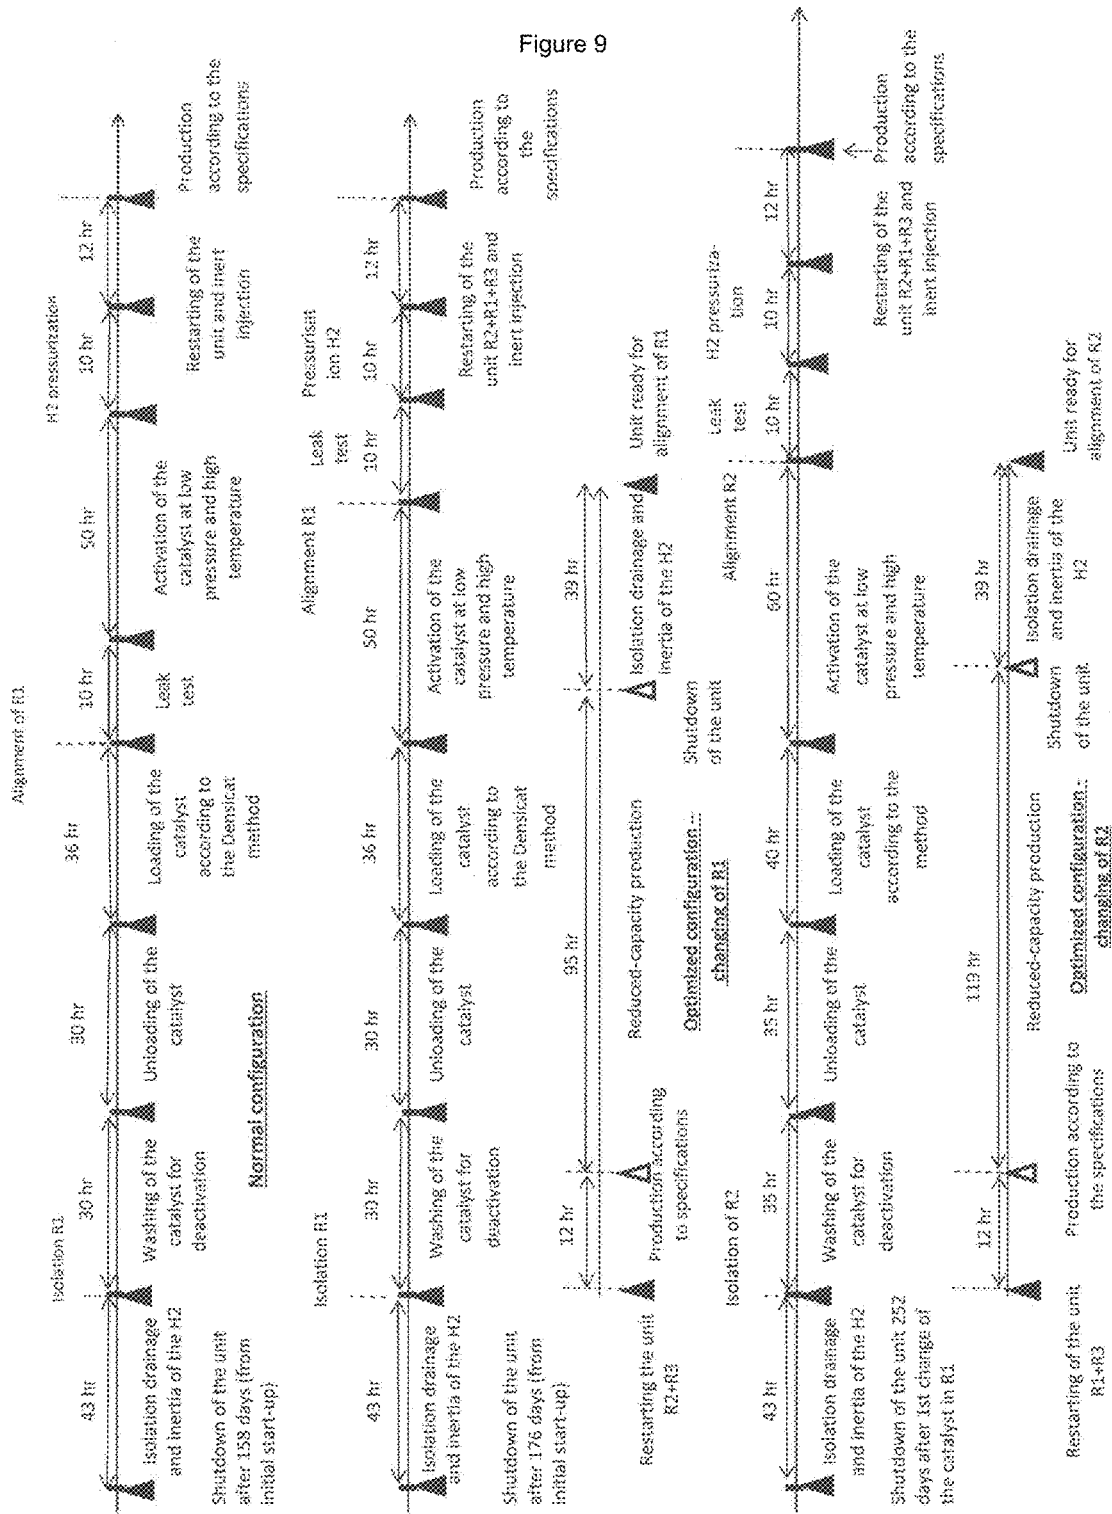 Figure 9
Alignment of R1
Isolation R1
H2 pressurization
43 hr
30 hr
30 hr
36 hr
10 hr
50 hr
10 hr
12 hr
Isolation drainage
and inertia of the H2
Washing of the
catalyst for
deactivation
Unloading of the
catalyst
Loading of the
catalyst
according to
the Densicat
method
Leak
test
Activation of the
catalyst at low
pressure and high
temperature
Restarting of the
unit and inert
injection
Production
according to the
specifications
Shutdown of the unit
after 158 days (from
initial start-up)
Normal configuration
Isolation R1
Alignment R1
Leak
test
Pressurisat
ion H2
43 hr
30 hr
30 hr
36 hr
50 hr
10 hr
10 hr
12 hr
Isolation drainage
and inertia of the H2
Washing of the
catalyst for
deactivation
Unloading of the
catalyst
Loading of the
catalyst
according to
the Densicat
method
Activation of the
catalyst at low
pressure and high
temperature
Restarting of the
unit R2+R1+R3 and
inert injection
Production
according to
the
specifications
Shutdown of the unit
after 176 days (from
initial start-up)
12 hr
95 hr
39 hr
Restarting the unit
R2+R3
Production according
to specifications
Reduced-capacity production
Shutdown
of the unit
Isolation drainage and
inertia of the H2
Unit ready for
alignment of R1
Optimized configuration :
changing of R1
Isolation of R2
Alignment R2
Leak
test
H2 pressuriza-
tion
43 hr
35 hr
35 hr
40 hr
60 hr
10 hr
10 hr
12 hr
Isolation drainage
and inertia of the H2
Washing of the
catalyst for
deactivation
Unloading of the
catalyst
Loading of the
catalyst
according to the
method
Activation of the
catalyst at low
pressure and high
temperature
Restarting of the
unit R2+R1+R3 and
inert injection
Production
according to the
specifications
Shutdown of the unit 252
days after 1st change of
the catalyst in R1
12 hr
119 hr
39 hr
Restarting of the unit
R1+R3
Production according to
the specifications
Reduced-capacity production
Shutdown
of the unit
Isolation drainage
and inertia of the
H2
Unit ready for
alignment of R2
Optimized configuration :
changing of R2